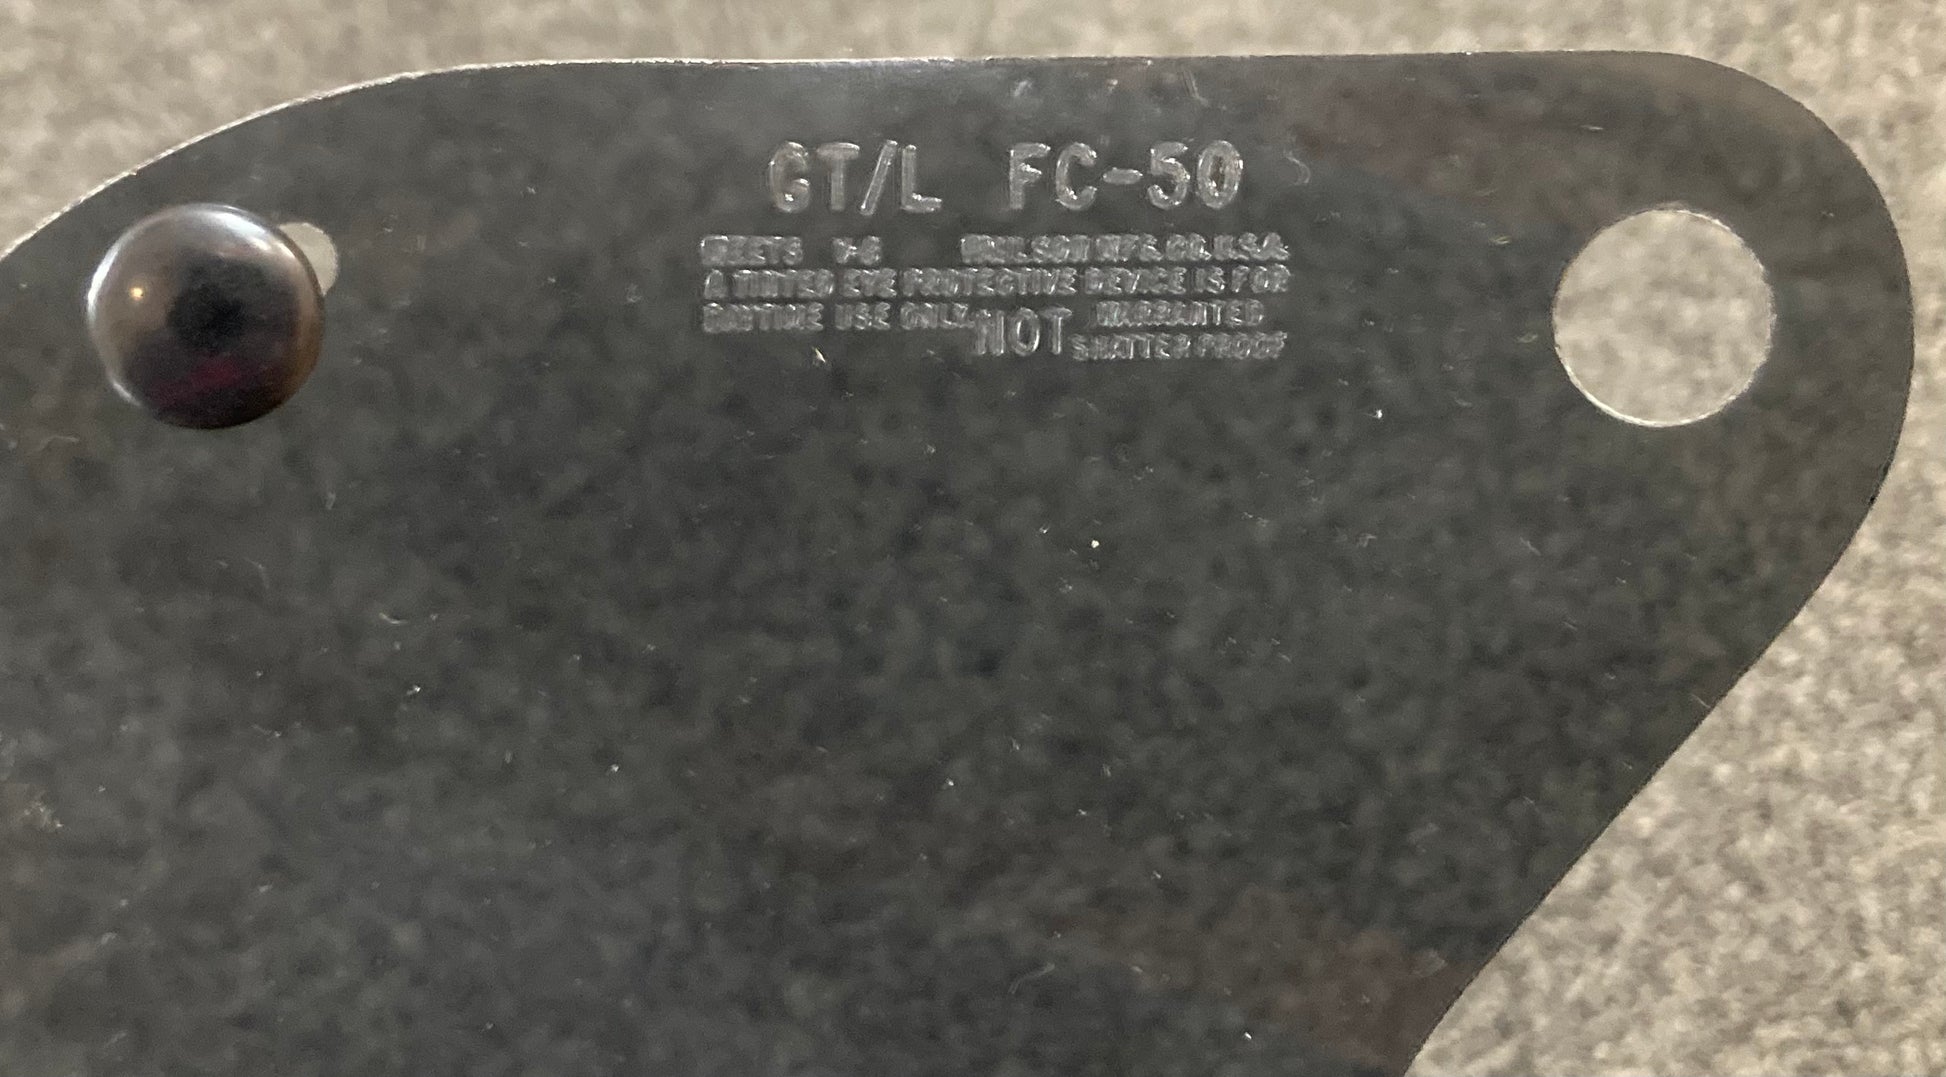 GT/L FC-50
MEETS V-8 MFG. CO. U.S.A.
A TINTED EYE PROTECTIVE DEVICE IS FOR
DAYTIME USE ONLY NOT WARRANTED
SHATTER PROOF